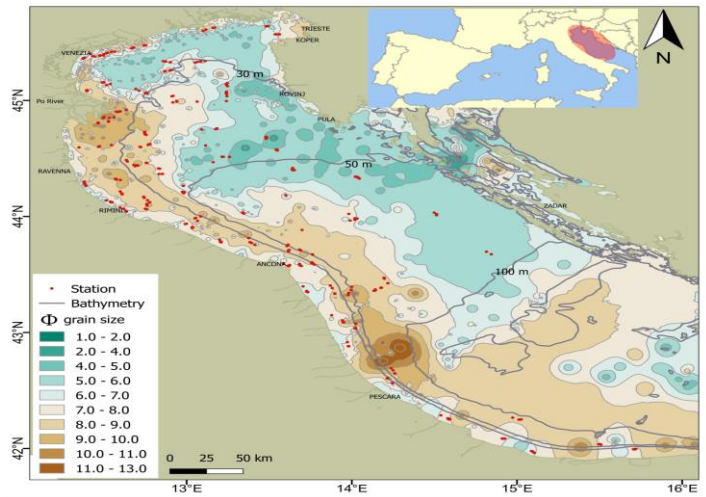 TRIESTE
KOPER
VENEZIA
N
30 m
45°N
Po River
ROVINJ
PULA
50 m
RAVENNA
ZADAR
44°N
RIMINI
ANCONA
100 m
Station
Bathymetry
Φ grain size
43°N
1.0 - 2.0
2.0 - 4.0
4.0 - 5.0
5.0 - 6.0
6.0 - 7.0
7.0 - 8.0
8.0 - 9.0
9.0 - 10.0
10.0 - 11.0
11.0 - 13.0
PESCARA
42°N
0 25 50 km
13°E 14°E 15°E 16°E